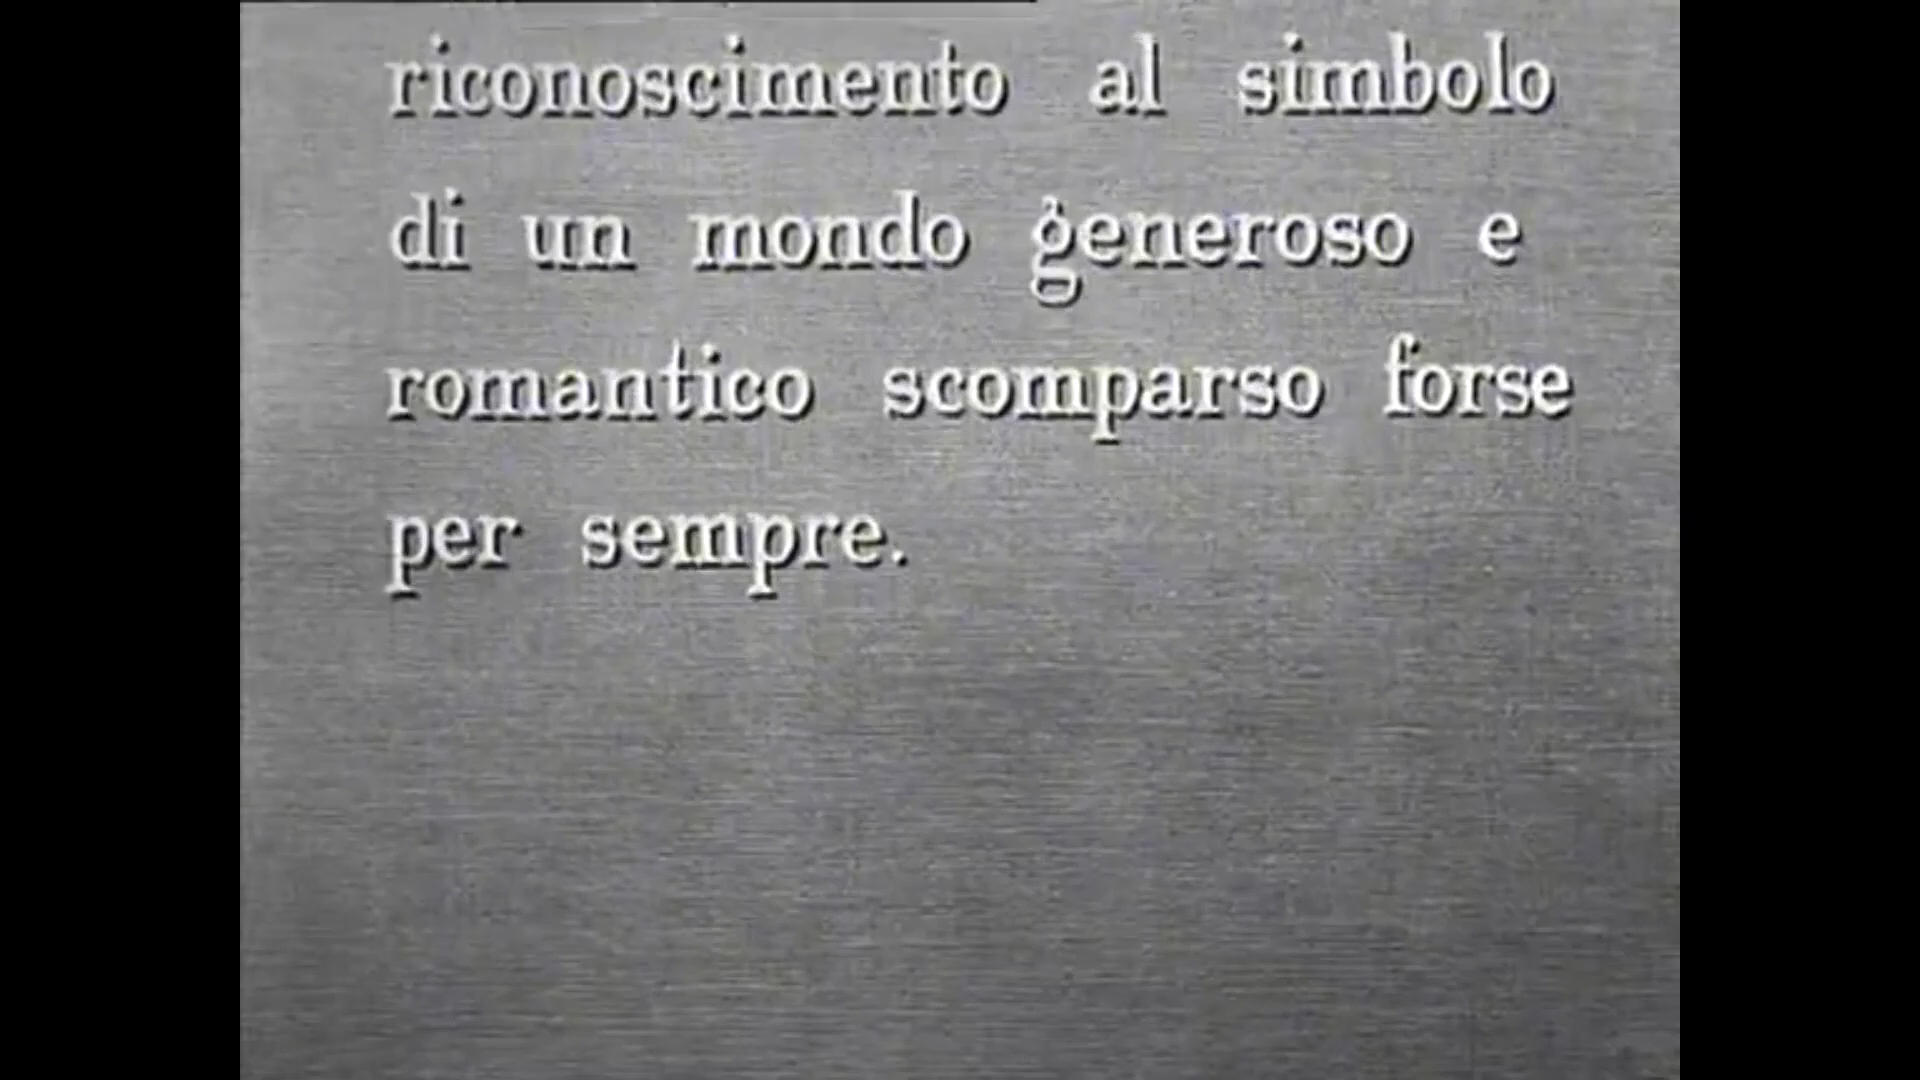 riconoscimento al simbolo
di un mondo generoso e
romantico scomparso forse
per sempre.